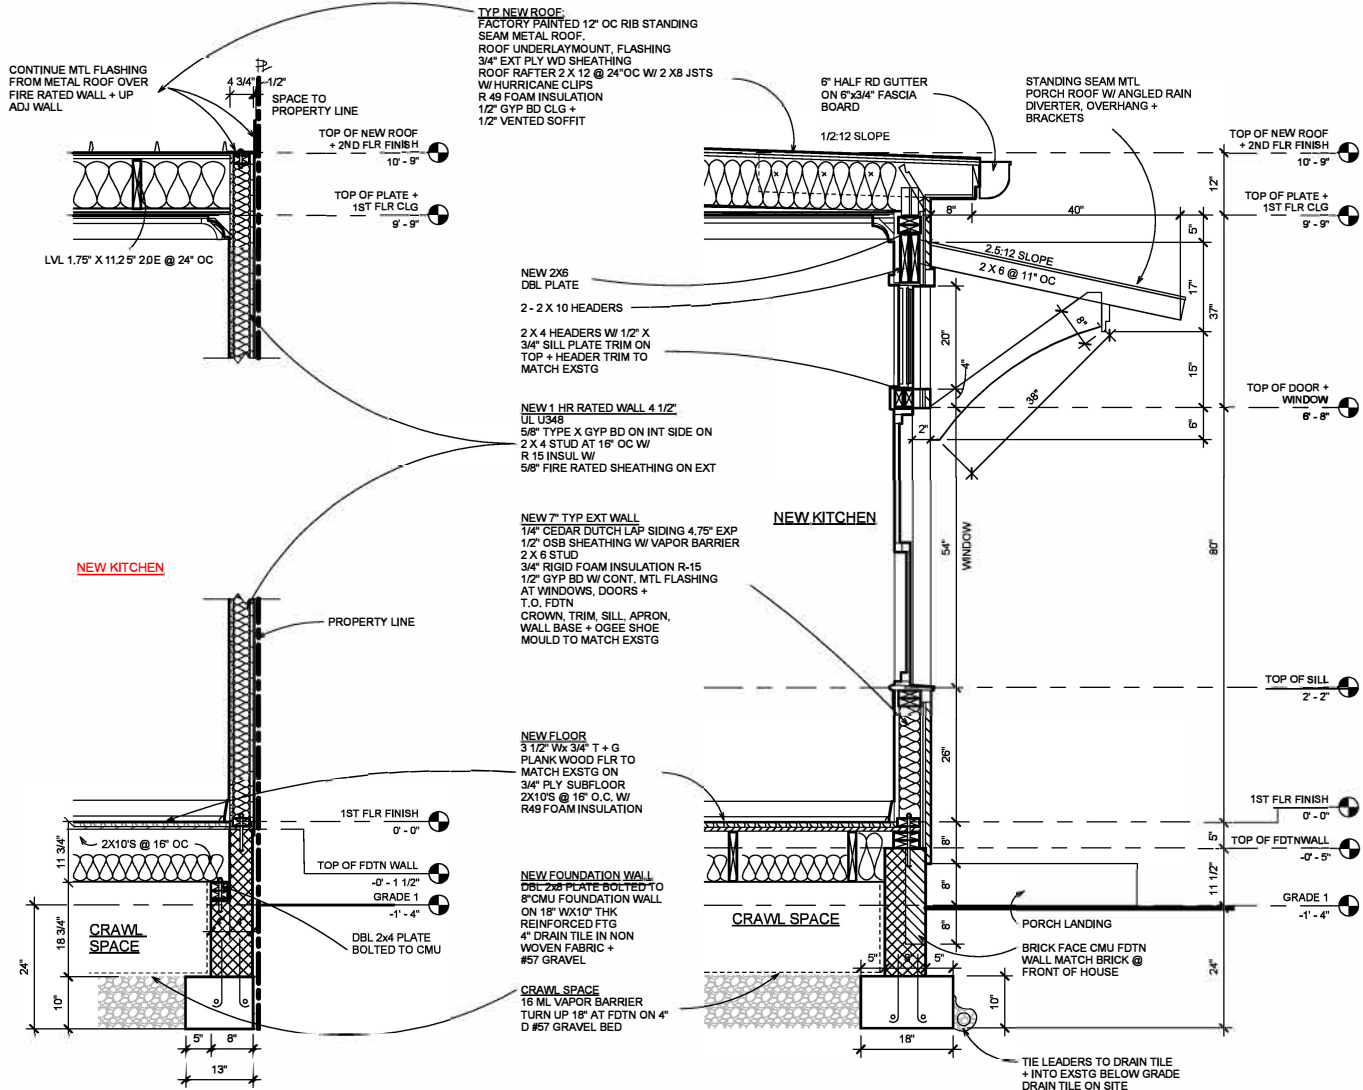 TYP NEW ROOF:
FACTORY PAINTED 12" OC RIB STANDING
SEAM METAL ROOF.
ROOF UNDERLAYMOUNT, FLASHING
3/4" EXT PLY WD SHEATHING
ROOF RAFTER 2 X 12 @ 24"OC W/ 2 X8 JSTS
W/ HURRICANE CLIPS
R 49 FOAM INSULATION
1/2" GYP BD CLG +
1/2" VENTED SOFFIT
CONTINUE MTL FLASHING
FROM METAL ROOF OVER
FIRE RATED WALL + UP
ADJ WALL
4 3/4"
1/2"
SPACE TO
PROPERTY LINE
TOP OF NEW ROOF
+ 2ND FLR FINISH
10' - 9"
TOP OF PLATE +
1ST FLR CLG
9' - 9"
LVL 1.75" X 11.2 5" 2.0E @ 24" OC
6" HALF RD GUTTER
ON 6"x3/4" FASCIA
BOARD
STANDING SEAM MTL
PORCH ROOF W/ ANGLED RAIN
DIVERTER, OVERHANG +
BRACKETS
1/2:12 SLOPE
TOP OF NEW ROOF
+ 2ND FLR FINISH
10' - 9"
12"
TOP OF PLATE +
1ST FLR CLG
9' - 9"
8"
40"
5"
2.5:12 SLOPE
2 X 6 @ 11" OC
17"
37"
NEW 2X6
DBL PLATE
2 - 2 X 10 HEADERS
2 X 4 HEADERS W/ 1/2" X
3/4" SILL PLATE TRIM ON
TOP + HEADER TRIM TO
MATCH EXSTG
20"
4"
8"
38"
15"
TOP OF DOOR +
WINDOW
6' - 8"
2"
6"
NEW 1 HR RATED WALL 4 1/2"
UL U348
5/8" TYPE X GYP BD ON INT SIDE ON
2 X 4 STUD AT 16" OC W/
R 15 INSUL W/
5/8" FIRE RATED SHEATHING ON EXT
NEW 7" TYP EXT WALL
1/4" CEDAR DUTCH LAP SIDING 4.75" EXP
1/2" OSB SHEATHING W/ VAPOR BARRIER
2 X 6 STUD
3/4" RIGID FOAM INSULATION R-15
1/2" GYP BD W/ CONT. MTL FLASHING
AT WINDOWS, DOORS +
T.O. FDTN
CROWN, TRIM, SILL, APRON,
WALL BASE + OGEE SHOE
MOULD TO MATCH EXSTG
NEW KITCHEN
54"
WINDOW
80"
NEW KITCHEN
PROPERTY LINE
TOP OF SILL
2' - 2"
26"
NEW FLOOR
3 1/2" Wx 3/4" T + G
PLANK WOOD FLR TO
MATCH EXSTG ON
3/4" PLY SUBFLOOR
2X10'S @ 16" O.C. W/
R49 FOAM INSULATION
1ST FLR FINISH
0' - 0"
1ST FLR FINISH
0' - 0"
11 3/4"
2X10'S @ 16" OC
TOP OF FDTN WALL
-0' - 1 1/2"
GRADE 1
-1' - 4"
8"
5"
TOP OF FDTNWALL
-0' - 5"
8"
11 1/2"
GRADE 1
-1' - 4"
8"
24"
NEW FOUNDATION WALL
DBL 2x6 PLATE BOLTED TO
8"CMU FOUNDATION WALL
ON 18" WX10" THK
REINFORCED FTG
4" DRAIN TILE IN NON
WOVEN FABRIC +
#57 GRAVEL
CRAWL
SPACE
18 3/4"
24"
10"
DBL 2x4 PLATE
BOLTED TO CMU
CRAWL SPACE
PORCH LANDING
BRICK FACE CMU FDTN
WALL MATCH BRICK @
FRONT OF HOUSE
CRAWL SPACE
16 ML VAPOR BARRIER
TURN UP 18" AT FDTN ON 4"
D #57 GRAVEL BED
5"
8"
5"
10"
18"
5"
8"
13"
TIE LEADERS TO DRAIN TILE
+ INTO EXSTG BELOW GRADE
DRAIN TILE ON SITE